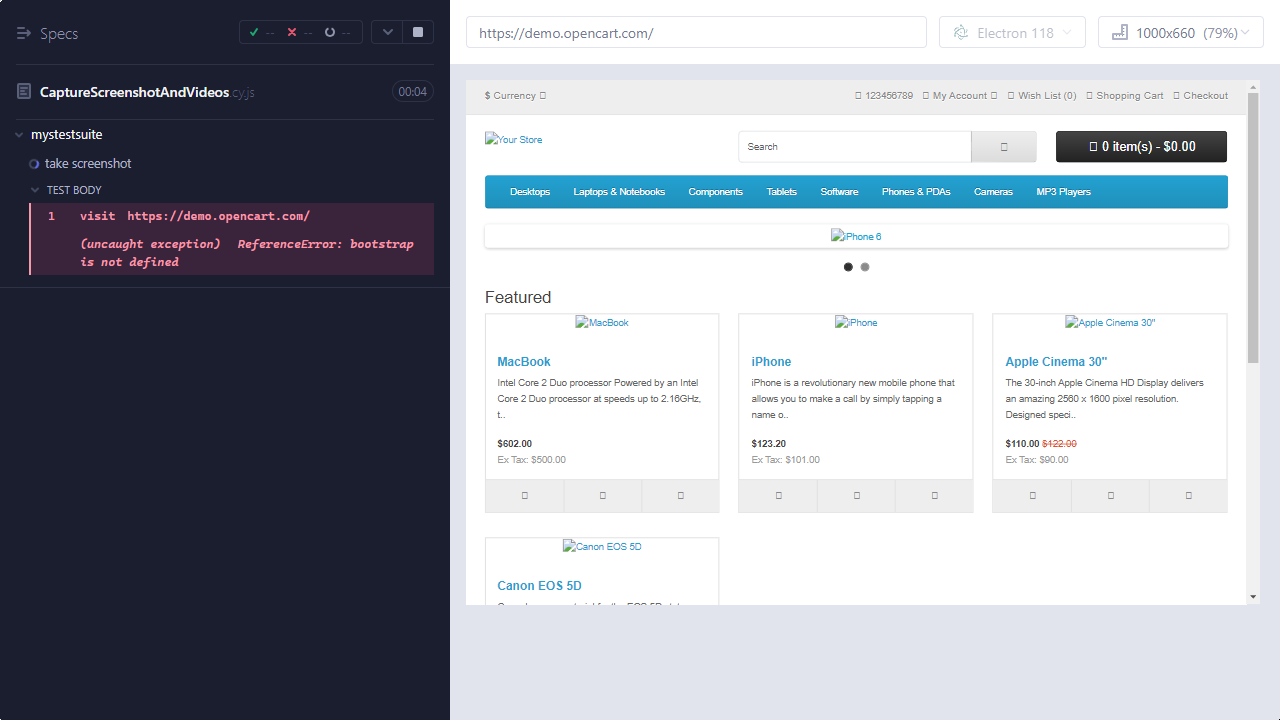 Specs
-- -- --
CaptureScreenshotAndVideos.cy.js 00:04
mystestsuite
take screenshot
TEST BODY
1 visit https://demo.opencart.com/
(uncaught exception) ReferenceError: bootstrap
is not defined
https://demo.opencart.com/
Electron 118
1000x660 (79%)
$ Currency
123456789 My Account Wish List (0) Shopping Cart Checkout
Your Store
Search
0 item(s) - $0.00
Desktops Laptops & Notebooks Components Tablets Software Phones & PDAs Cameras MP3 Players
iPhone 6
Featured
MacBook
MacBook
Intel Core 2 Duo processor Powered by an Intel
Core 2 Duo processor at speeds up to 2.16GHz,
t..
$602.00
Ex Tax: $500.00
iPhone
iPhone
iPhone is a revolutionary new mobile phone that
allows you to make a call by simply tapping a
name o..
$123.20
Ex Tax: $101.00
Apple Cinema 30"
Apple Cinema 30"
The 30-inch Apple Cinema HD Display delivers
an amazing 2560 x 1600 pixel resolution.
Designed speci..
$110.00 $122.00
Ex Tax: $90.00
Canon EOS 5D
Canon EOS 5D